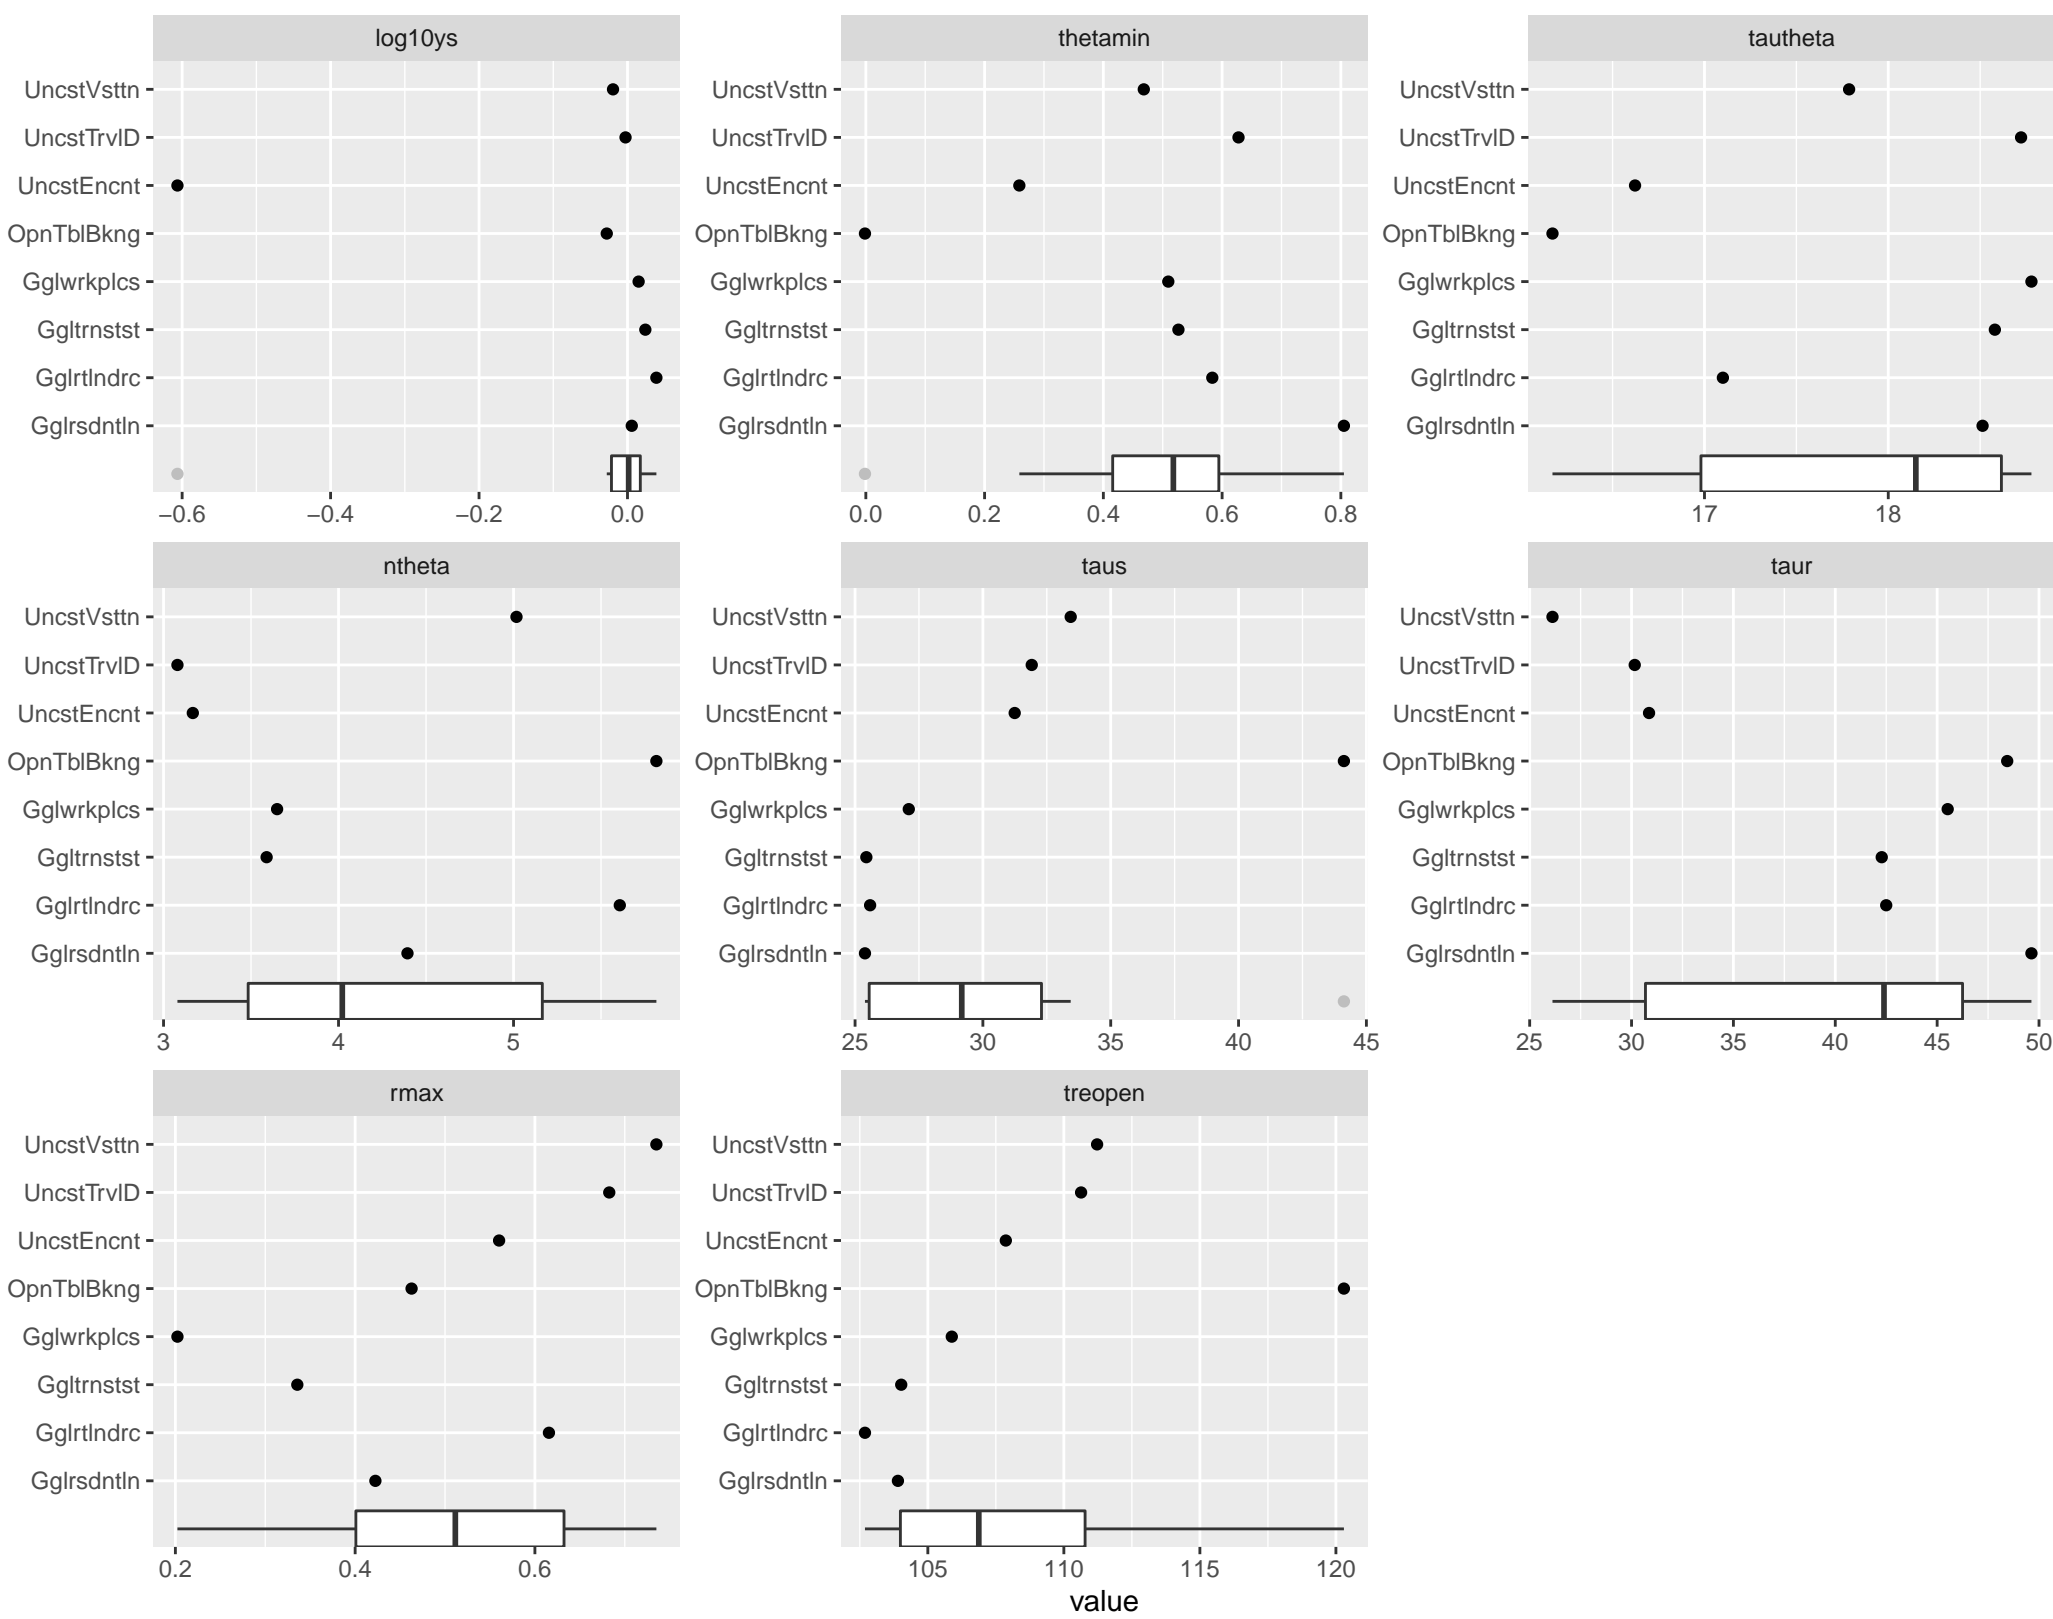 log10ys
thetamin
tautheta
UncstVsttn
UncstTrvlD
UncstEncnt
OpnTblBkng
Gglwrkplcs
Ggltrnstst
Gglrtlndrc
Gglrsdntln
UncstVsttn
UncstTrvlD
UncstEncnt
OpnTblBkng
Gglwrkplcs
Ggltrnstst
Gglrtlndrc
Gglrsdntln
UncstVsttn
UncstTrvlD
UncstEncnt
OpnTblBkng
Gglwrkplcs
Ggltrnstst
Gglrtlndrc
Gglrsdntln
−0.6 −0.4 −0.2 0.0
0.0 0.2 0.4 0.6 0.8
17 18
ntheta
taus
taur
UncstVsttn
UncstTrvlD
UncstEncnt
OpnTblBkng
Gglwrkplcs
Ggltrnstst
Gglrtlndrc
Gglrsdntln
UncstVsttn
UncstTrvlD
UncstEncnt
OpnTblBkng
Gglwrkplcs
Ggltrnstst
Gglrtlndrc
Gglrsdntln
UncstVsttn
UncstTrvlD
UncstEncnt
OpnTblBkng
Gglwrkplcs
Ggltrnstst
Gglrtlndrc
Gglrsdntln
3 4 5
25 30 35 40 45
25 30 35 40 45 50
rmax
treopen
UncstVsttn
UncstTrvlD
UncstEncnt
OpnTblBkng
Gglwrkplcs
Ggltrnstst
Gglrtlndrc
Gglrsdntln
UncstVsttn
UncstTrvlD
UncstEncnt
OpnTblBkng
Gglwrkplcs
Ggltrnstst
Gglrtlndrc
Gglrsdntln
0.2 0.4 0.6
105 110 115 120
value